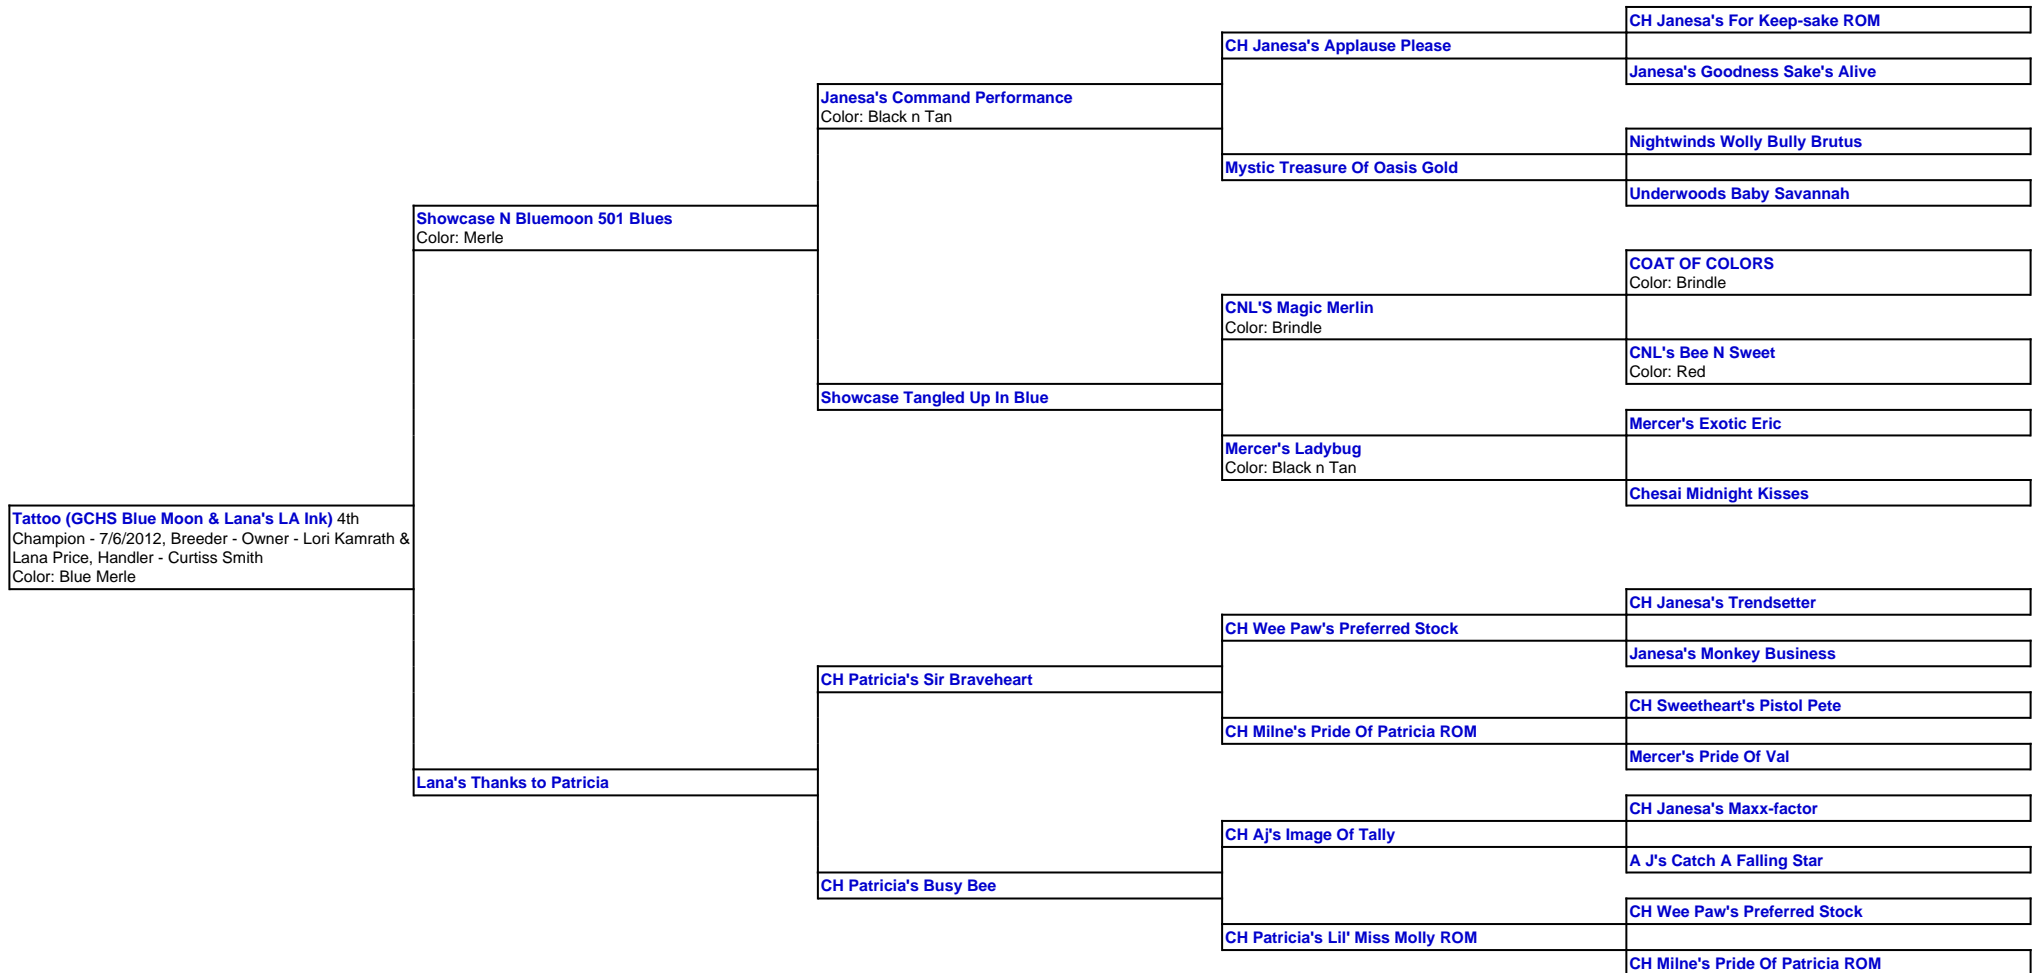 CH Janesa's For Keep-sake ROM
CH Janesa's Applause Please
Janesa's Goodness Sake's Alive
Janesa's Command Performance
Color: Black n Tan
Nightwinds Wolly Bully Brutus
Mystic Treasure Of Oasis Gold
Underwoods Baby Savannah
Showcase N Bluemoon 501 Blues
Color: Merle
COAT OF COLORS
Color: Brindle
CNL'S Magic Merlin
Color: Brindle
CNL's Bee N Sweet
Color: Red
Showcase Tangled Up In Blue
Mercer's Exotic Eric
Mercer's Ladybug
Color: Black n Tan
Chesai Midnight Kisses
Tattoo (GCHS Blue Moon & Lana's LA Ink) 4th
Champion - 7/6/2012, Breeder - Owner - Lori Kamrath &
Lana Price, Handler - Curtiss Smith
Color: Blue Merle
CH Janesa's Trendsetter
CH Wee Paw's Preferred Stock
Janesa's Monkey Business
CH Patricia's Sir Braveheart
CH Sweetheart's Pistol Pete
CH Milne's Pride Of Patricia ROM
Mercer's Pride Of Val
Lana's Thanks to Patricia
CH Janesa's Maxx-factor
CH Aj's Image Of Tally
A J's Catch A Falling Star
CH Patricia's Busy Bee
CH Wee Paw's Preferred Stock
CH Patricia's Lil' Miss Molly ROM
CH Milne's Pride Of Patricia ROM